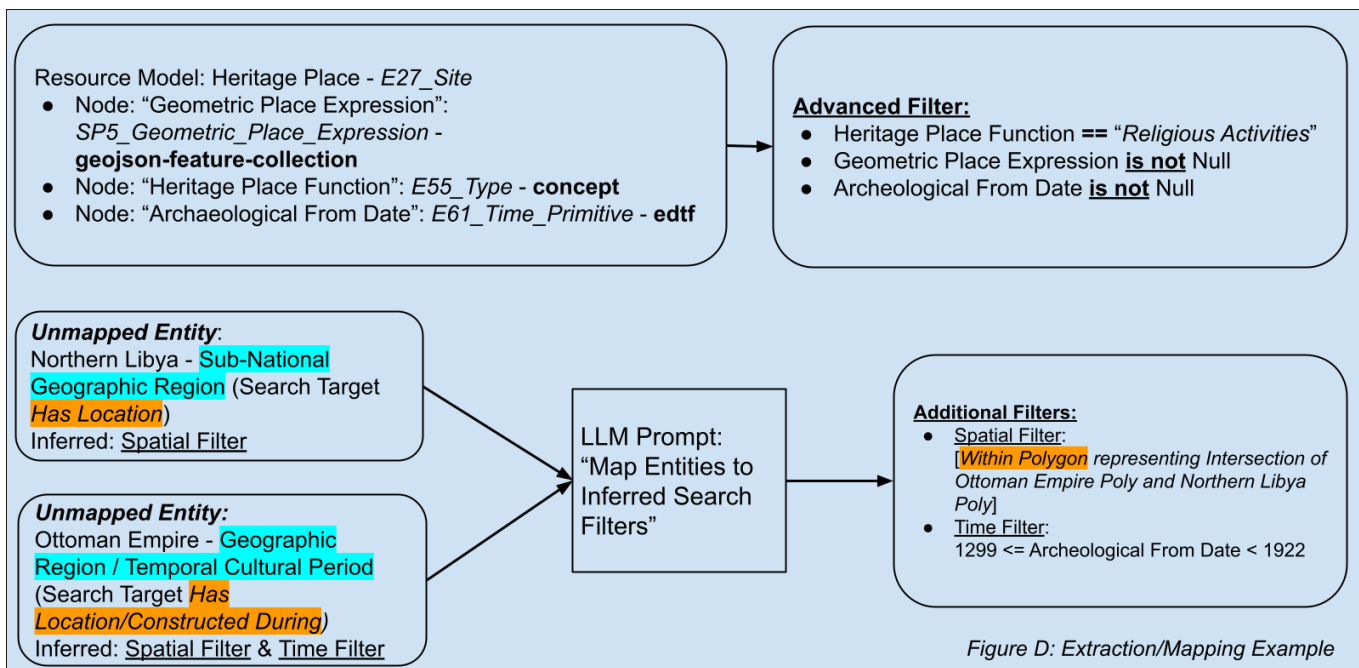 Resource Model: Heritage Place - E27_Site
● Node: “Geometric Place Expression”:
SP5_Geometric_Place_Expression -
geojson-feature-collection
● Node: “Heritage Place Function”: E55_Type - concept
● Node: “Archaeological From Date”: E61_Time_Primitive - edtf
Advanced Filter:
● Heritage Place Function == “Religious Activities”
● Geometric Place Expression is not Null
● Archeological From Date is not Null
Unmapped Entity:
Northern Libya - Sub-National
Geographic Region (Search Target
Has Location)
Inferred: Spatial Filter
Unmapped Entity:
Ottoman Empire - Geographic
Region / Temporal Cultural Period
(Search Target Has
Location/Constructed During)
Inferred: Spatial Filter & Time Filter
LLM Prompt:
“Map Entities to
Inferred Search
Filters”
Additional Filters:
● Spatial Filter:
[Within Polygon representing Intersection of
Ottoman Empire Poly and Northern Libya
Poly]
● Time Filter:
1299 <= Archeological From Date < 1922
Figure D: Extraction/Mapping Example